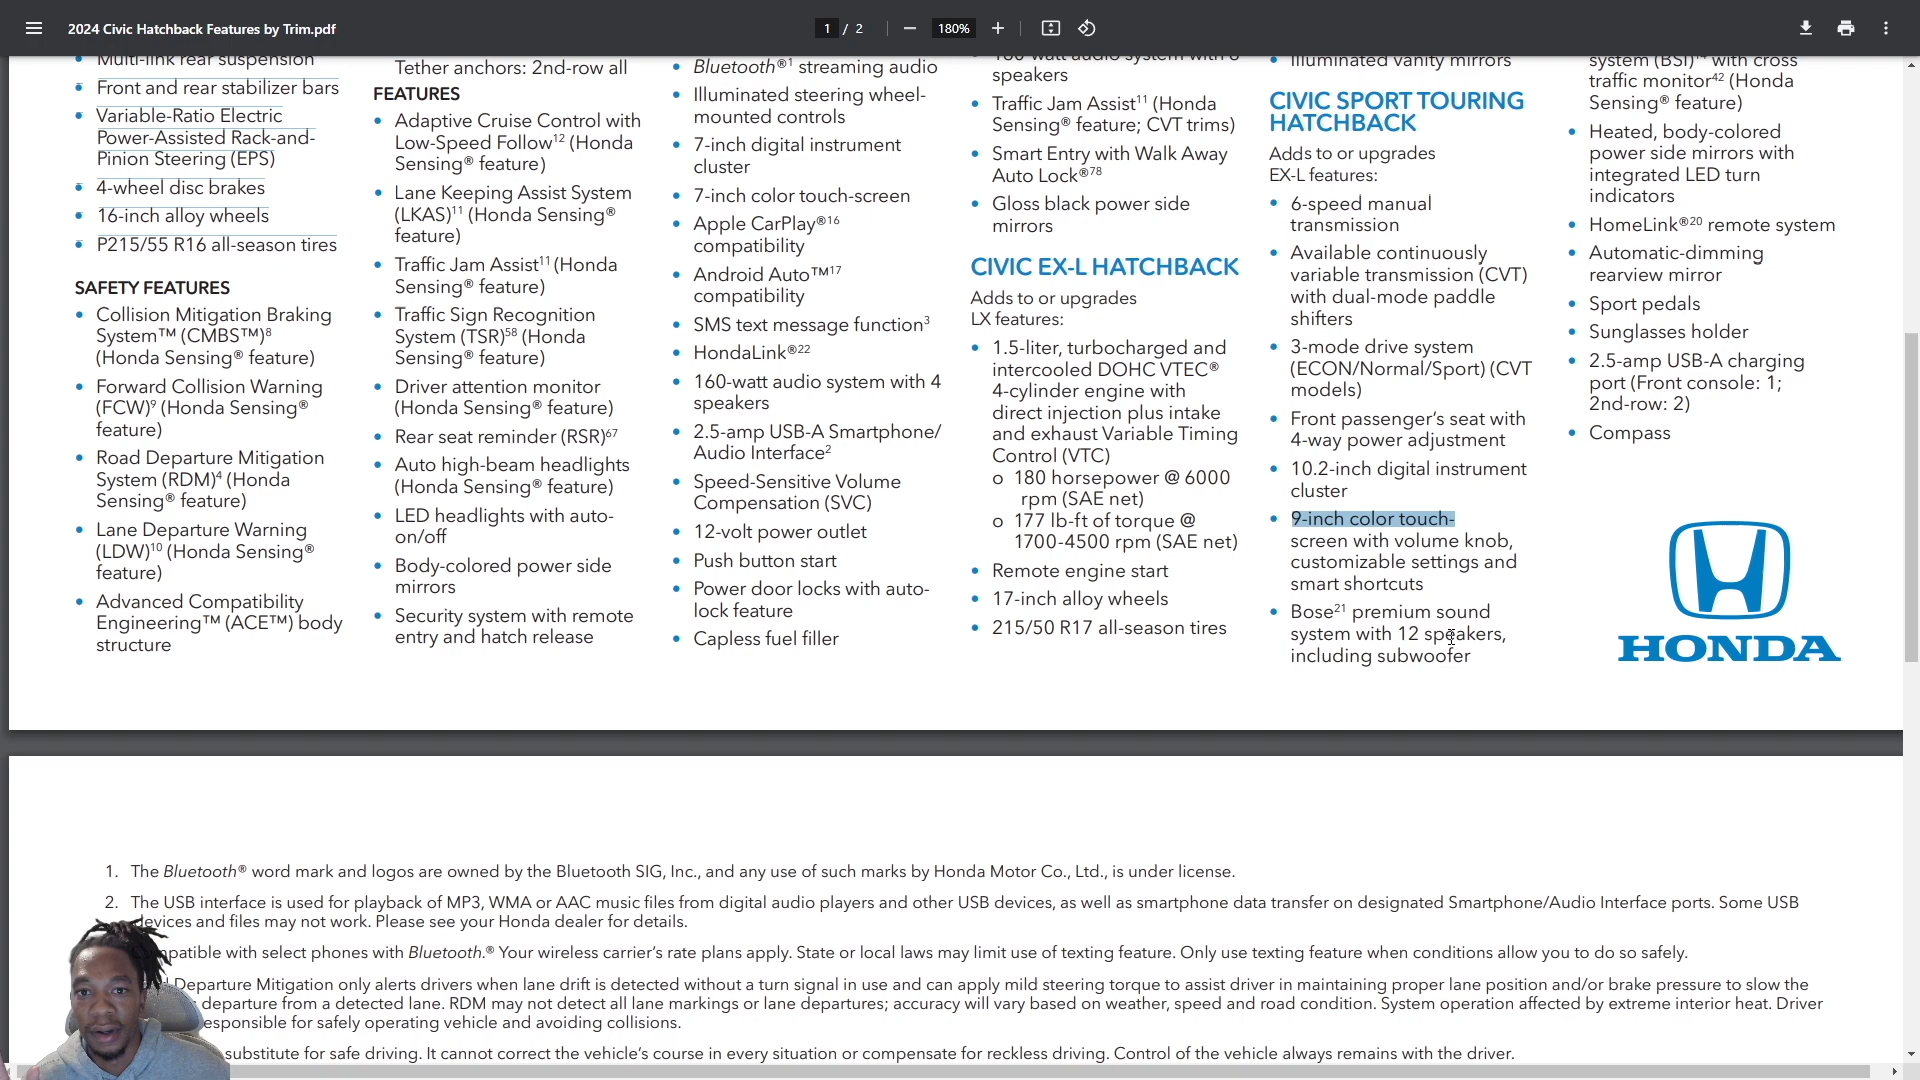 2024 Civic Hatchback Features by Trim.pdf
1 / 2
180%
Multi-link rear suspension
Front and rear stabilizer bars
Variable-Ratio Electric
Power-Assisted Rack-and-
Pinion Steering (EPS)
4-wheel disc brakes
16-inch alloy wheels
P215/55 R16 all-season tires
SAFETY FEATURES
Collision Mitigation Braking
System™ (CMBS™)8
(Honda Sensing® feature)
Forward Collision Warning
(FCW)9 (Honda Sensing®
feature)
Road Departure Mitigation
System (RDM)4 (Honda
Sensing® feature)
Lane Departure Warning
(LDW)10 (Honda Sensing®
feature)
Advanced Compatibility
Engineering™ (ACE™) body
structure
Tether anchors: 2nd-row all
FEATURES
Adaptive Cruise Control with
Low-Speed Follow12 (Honda
Sensing® feature)
Lane Keeping Assist System
(LKAS)11 (Honda Sensing®
feature)
Traffic Jam Assist11 (Honda
Sensing® feature)
Traffic Sign Recognition
System (TSR)58 (Honda
Sensing® feature)
Driver attention monitor
(Honda Sensing® feature)
Rear seat reminder (RSR)67
Auto high-beam headlights
(Honda Sensing® feature)
LED headlights with auto-
on/off
Body-colored power side
mirrors
Security system with remote
entry and hatch release
Bluetooth®1 streaming audio
Illuminated steering wheel-
mounted controls
7-inch digital instrument
cluster
7-inch color touch-screen
Apple CarPlay®16
compatibility
Android Auto™17
compatibility
SMS text message function3
HondaLink®22
160-watt audio system with 4
speakers
2.5-amp USB-A Smartphone/
Audio Interface2
Speed-Sensitive Volume
Compensation (SVC)
12-volt power outlet
Push button start
Power door locks with auto-
lock feature
Capless fuel filler
180-watt audio system with 8
speakers
Traffic Jam Assist11 (Honda
Sensing® feature; CVT trims)
Smart Entry with Walk Away
Auto Lock®78
Gloss black power side
mirrors
CIVIC EX-L HATCHBACK
Adds to or upgrades
LX features:
1.5-liter, turbocharged and
intercooled DOHC VTEC®
4-cylinder engine with
direct injection plus intake
and exhaust Variable Timing
Control (VTC)
o 180 horsepower @ 6000
rpm (SAE net)
o 177 lb-ft of torque @
1700-4500 rpm (SAE net)
Remote engine start
17-inch alloy wheels
215/50 R17 all-season tires
Illuminated vanity mirrors
CIVIC SPORT TOURING
HATCHBACK
Adds to or upgrades
EX-L features:
6-speed manual
transmission
Available continuously
variable transmission (CVT)
with dual-mode paddle
shifters
3-mode drive system
(ECON/Normal/Sport) (CVT
models)
Front passenger's seat with
4-way power adjustment
10.2-inch digital instrument
cluster
9-inch color touch-
screen with volume knob,
customizable settings and
smart shortcuts
Bose21 premium sound
system with 12 speakers,
including subwoofer
system (BSI)14 with cross
traffic monitor42 (Honda
Sensing® feature)
Heated, body-colored
power side mirrors with
integrated LED turn
indicators
HomeLink®20 remote system
Automatic-dimming
rearview mirror
Sport pedals
Sunglasses holder
2.5-amp USB-A charging
port (Front console: 1;
2nd-row: 2)
Compass
HONDA
1. The Bluetooth® word mark and logos are owned by the Bluetooth SIG, Inc., and any use of such marks by Honda Motor Co., Ltd., is under license.
2. The USB interface is used for playback of MP3, WMA or AAC music files from digital audio players and other USB devices, as well as smartphone data transfer on designated Smartphone/Audio Interface ports. Some USB
devices and files may not work. Please see your Honda dealer for details.
patible with select phones with Bluetooth.® Your wireless carrier's rate plans apply. State or local laws may limit use of texting feature. Only use texting feature when conditions allow you to do so safely.
Departure Mitigation only alerts drivers when lane drift is detected without a turn signal in use and can apply mild steering torque to assist driver in maintaining proper lane position and/or brake pressure to slow the
departure from a detected lane. RDM may not detect all lane markings or lane departures; accuracy will vary based on weather, speed and road condition. System operation affected by extreme interior heat. Driver
esponsible for safely operating vehicle and avoiding collisions.
substitute for safe driving. It cannot correct the vehicle's course in every situation or compensate for reckless driving. Control of the vehicle always remains with the driver.